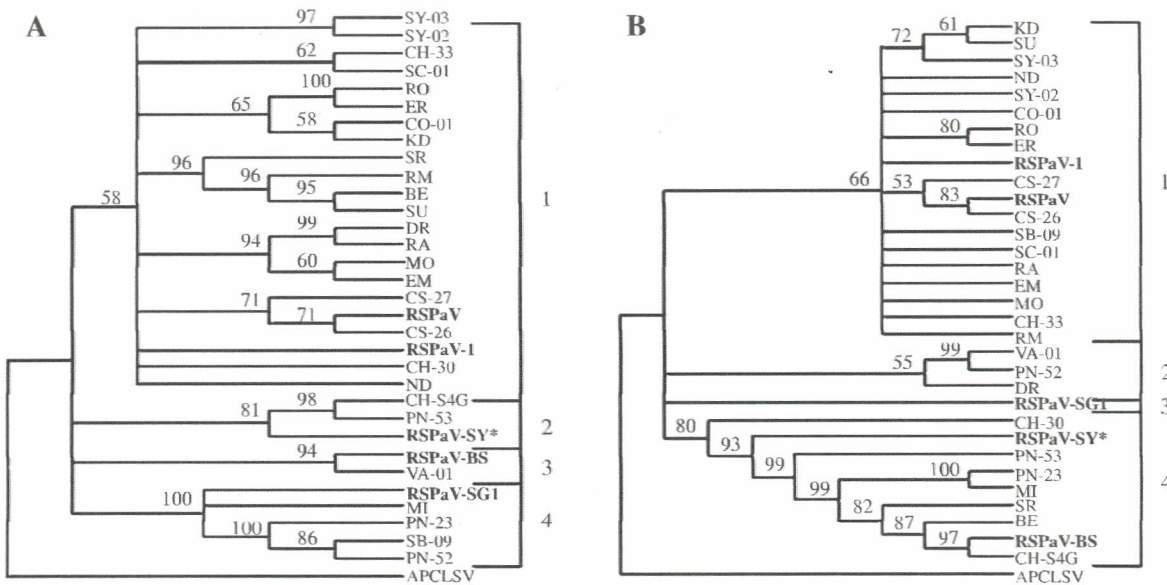 A
97
SY-03
SY-02
62
CH-33
SC-01
100
RO
65
ER
58
CO-01
KD
96
SR
96
RM
95
BE
SU
58
1
99
DR
94
RA
60
MO
EM
71
CS-27
71
RSPaV
CS-26
RSPaV-1
CH-30
ND
98
CH-S4G
81
PN-53
RSPaV-SY*
2
94
RSPaV-BS
VA-01
3
100
RSPaV-SG1
MI
100
PN-23
86
SB-09
PN-52
4
APCLSV
B
61
KD
72
SU
SY-03
ND
SY-02
CO-01
80
RO
ER
RSPaV-1
66
53
CS-27
83
RSPaV
CS-26
1
SB-09
SC-01
RA
EM
MO
CH-33
RM
99
VA-01
55
PN-52
DR
2
RSPaV-SG1
3
80
CH-30
93
RSPaV-SY*
99
PN-53
99
100
PN-23
MI
82
SR
87
BE
97
RSPaV-BS
CH-S4G
4
APCLSV